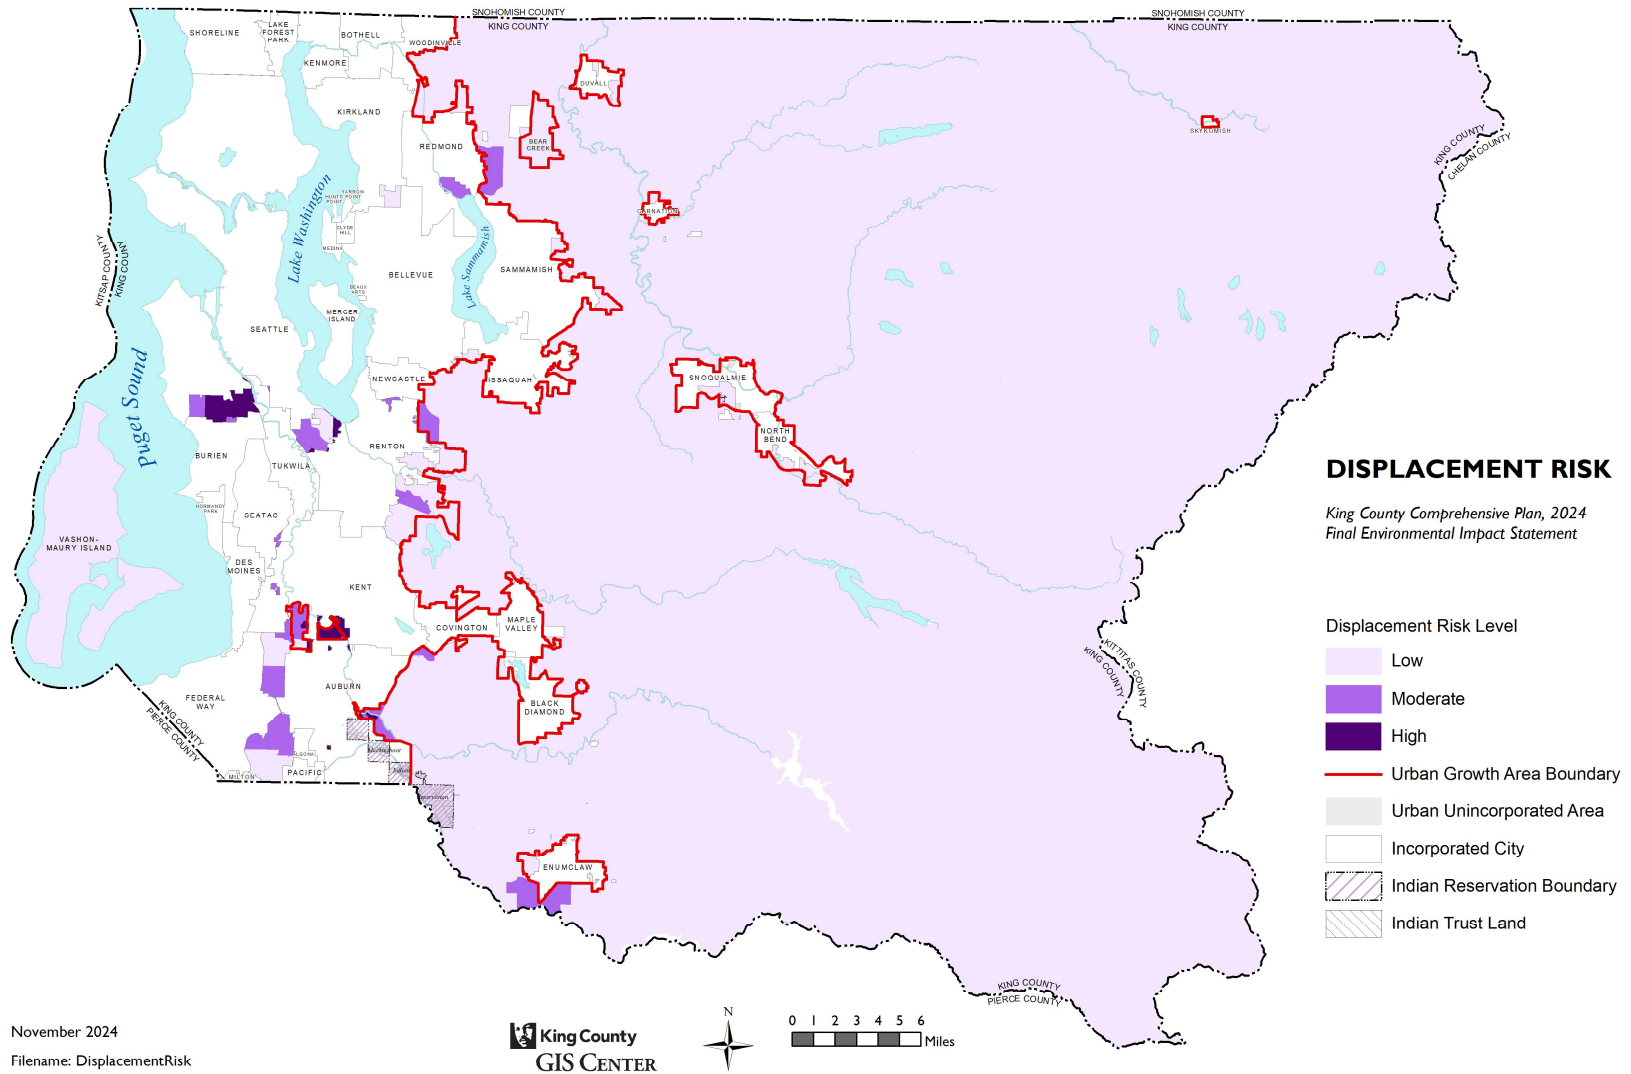 SNOHOMISH COUNTY
KING COUNTY
SNOHOMISH COUNTY
KING COUNTY
SHORELINE
LAKE
FOREST
PARK
BOTHELL
WOODINVILLE
KENMORE
DUVALL
KIRKLAND
BEAR
CREEK
SKYKOMISH
REDMOND
KING COUNTY
CHELAN COUNTY
YARROW
POINT
HUNTS
POINT
CARNATION
CLYDE
HILL
MEDINA
Lake Washington
Lake Sammamish
KITSAP COUNTY
KING COUNTY
BELLEVUE
SAMMAMISH
BEAUX
ARTS
MERCER
ISLAND
SEATTLE
Puget Sound
NEWCASTLE
ISSAQUAH
SNOQUALMIE
NORTH
BEND
RENTON
BURIEN
TUKWILA
NORMANDY
PARK
SEATAC
VASHON-
MAURY ISLAND
DES
MOINES
KENT
COVINGTON
MAPLE
VALLEY
KITTITAS COUNTY
KING COUNTY
AUBURN
FEDERAL
WAY
BLACK
DIAMOND
KING COUNTY
PIERCE COUNTY
ALGONA
MILTON
PACIFIC
Muckleshoot
Indian
Reservation
ENUMCLAW
KING COUNTY
PIERCE COUNTY
DISPLACEMENT RISK
King County Comprehensive Plan, 2024
Final Environmental Impact Statement
Displacement Risk Level
Low
Moderate
High
Urban Growth Area Boundary
Urban Unincorporated Area
Incorporated City
Indian Reservation Boundary
Indian Trust Land
November 2024
Filename: DisplacementRisk
King County
GIS CENTER
N
0 1 2 3 4 5 6
Miles